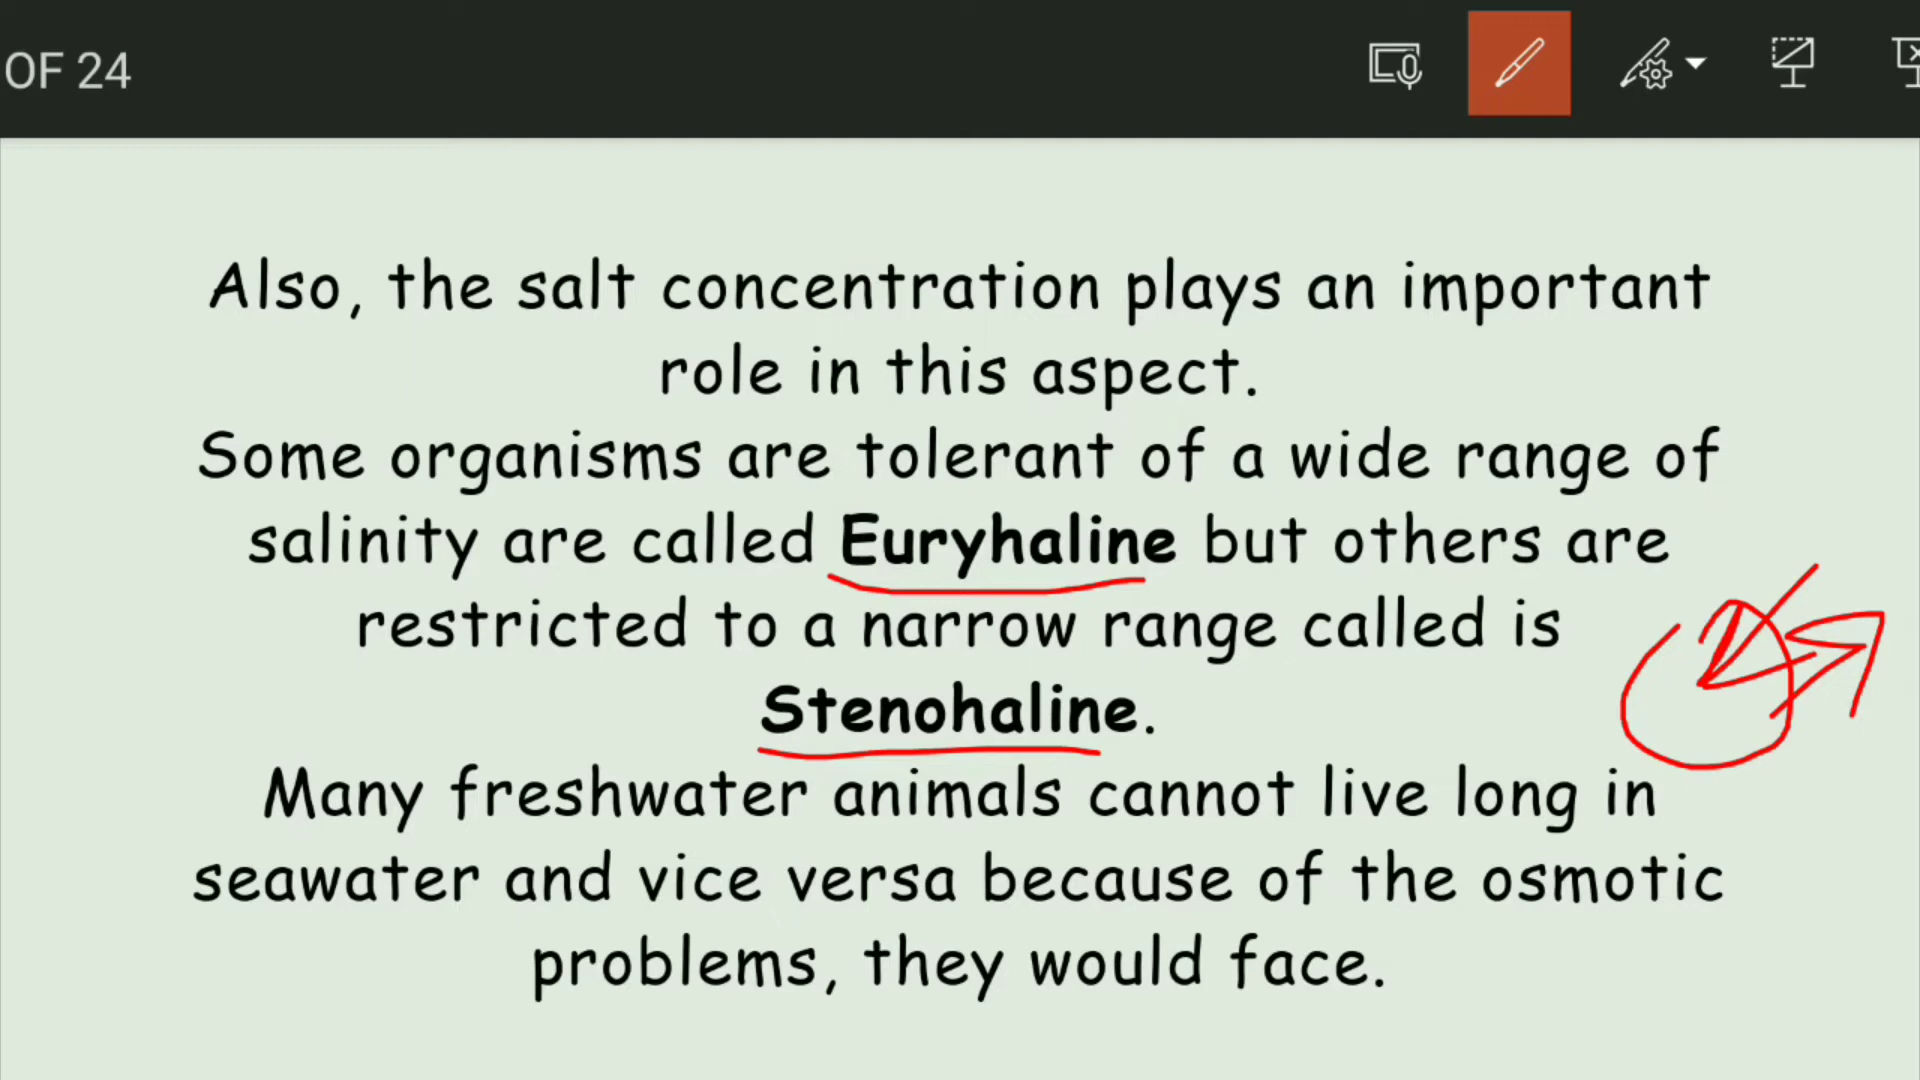 OF 24
Also, the salt concentration plays an important
role in this aspect.
Some organisms are tolerant of a wide range of
salinity are called Euryhaline but others are
restricted to a narrow range called is
Stenohaline.
Many freshwater animals cannot live long in
seawater and vice versa because of the osmotic
problems, they would face.